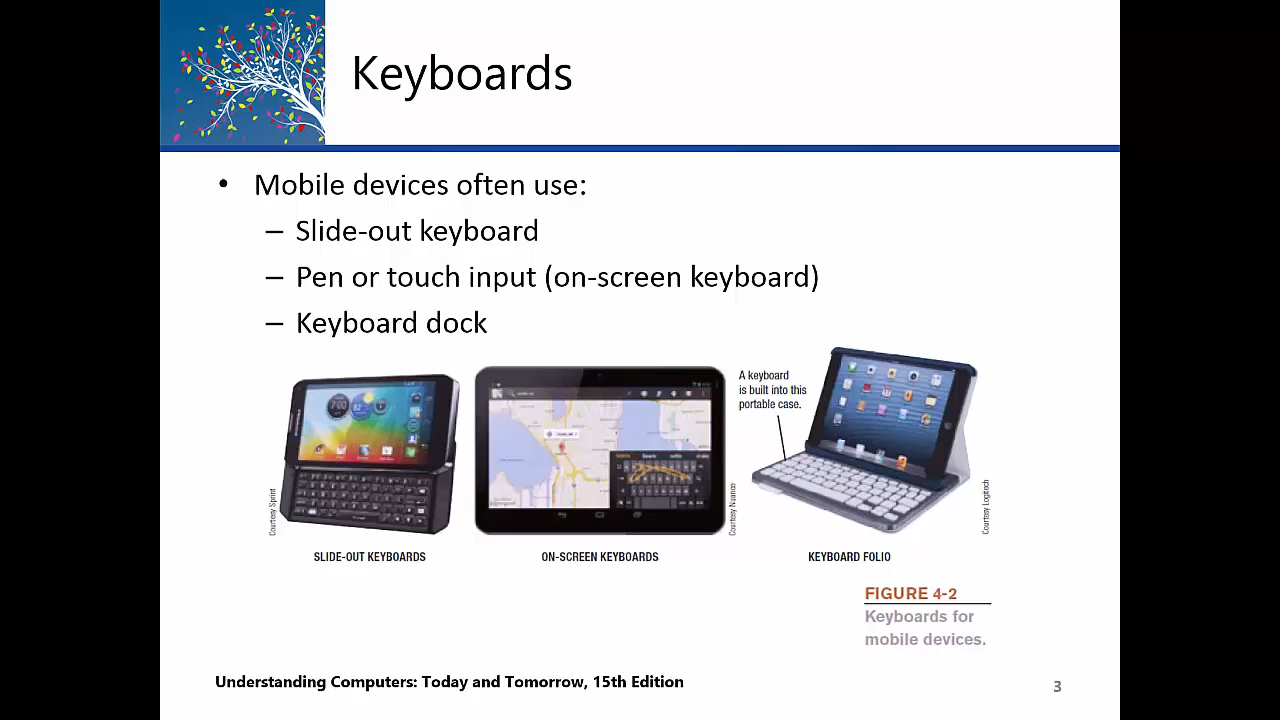 Keyboards
• Mobile devices often use:
– Slide-out keyboard
– Pen or touch input (on-screen keyboard)
– Keyboard dock
A keyboard
is built into this
portable case.
Courtesy Sprint
Courtesy Nuance
Courtesy Logitech
SLIDE-OUT KEYBOARDS
ON-SCREEN KEYBOARDS
KEYBOARD FOLIO
FIGURE 4-2
Keyboards for
mobile devices.
Understanding Computers: Today and Tomorrow, 15th Edition
3